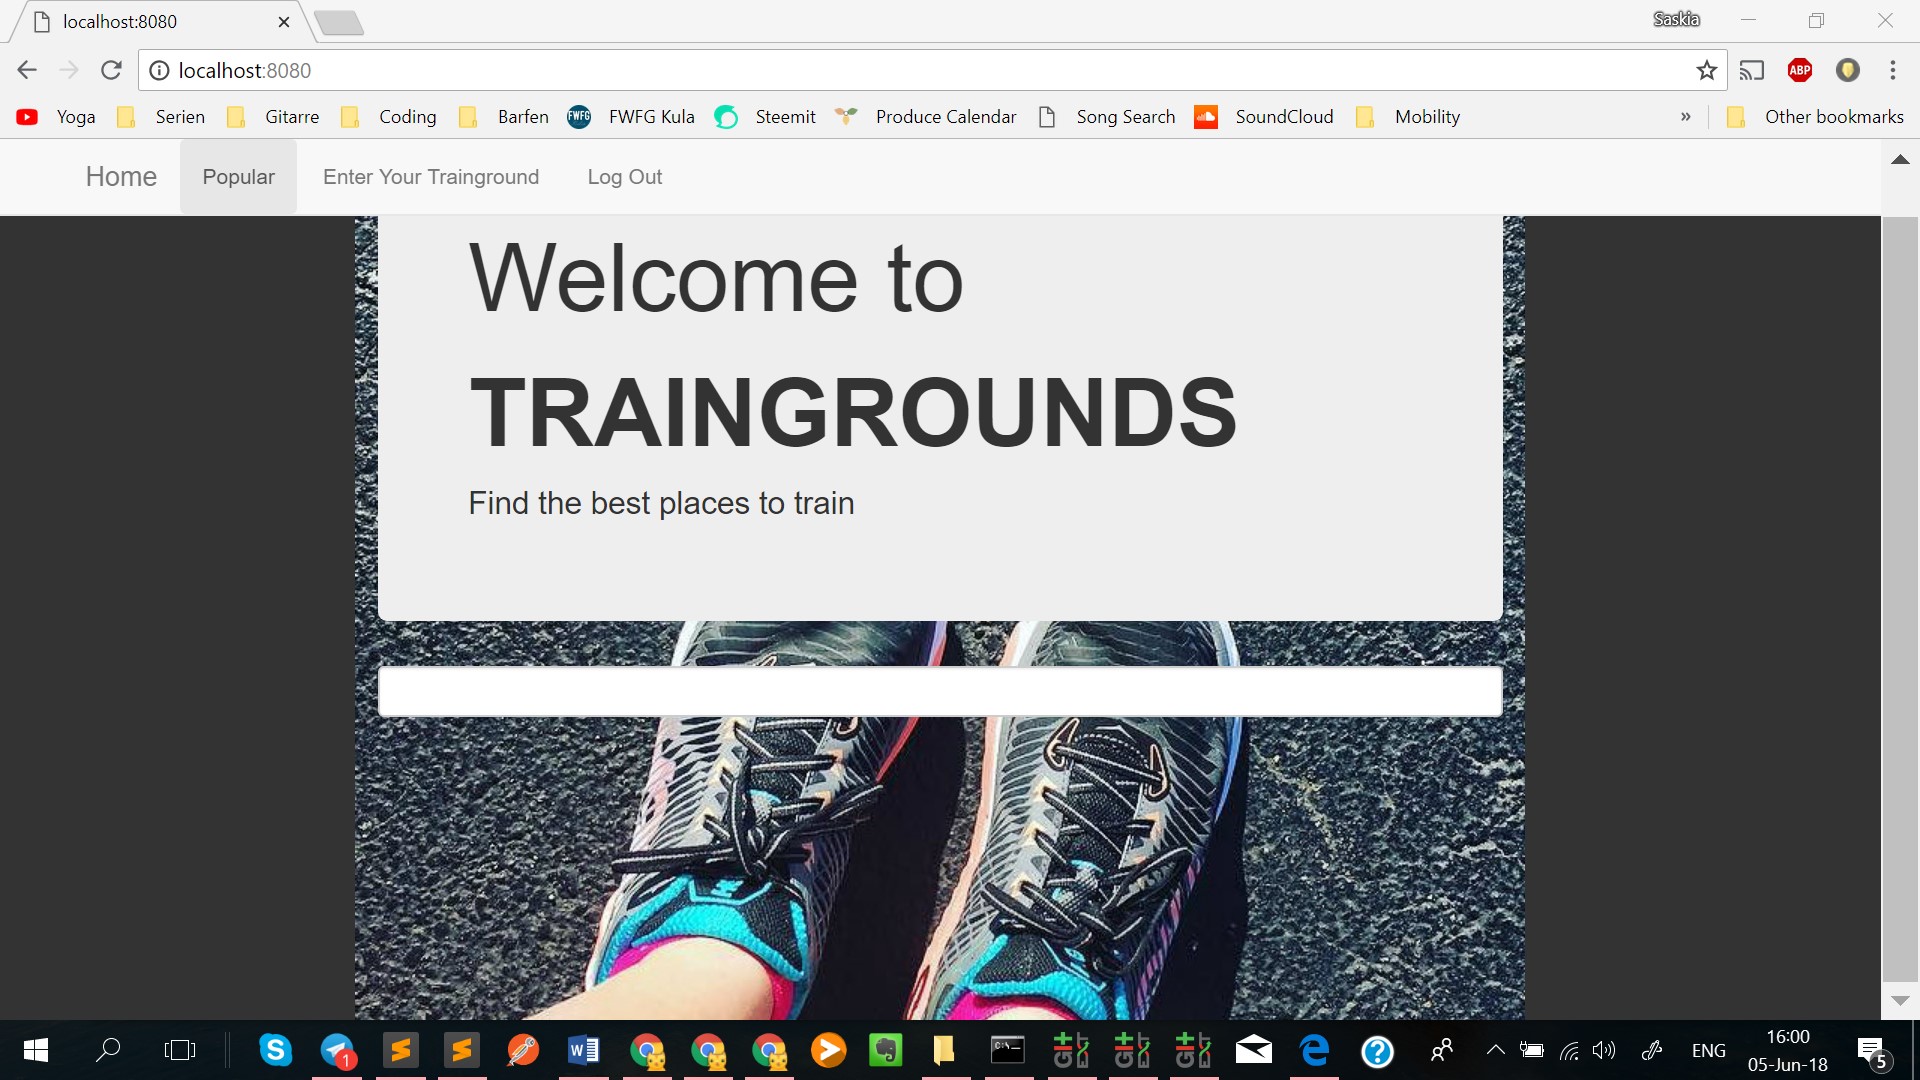 localhost:8080
Saskia
localhost:8080
ABP
Yoga Serien Gitarre Coding Barfen FWFG FWFG Kula Steemit Produce Calendar Song Search SoundCloud Mobility » Other bookmarks
Home Popular Enter Your Trainground Log Out
Welcome to
TRAINGROUNDS
Find the best places to train
1
ENG
16:00
05-Jun-18
5